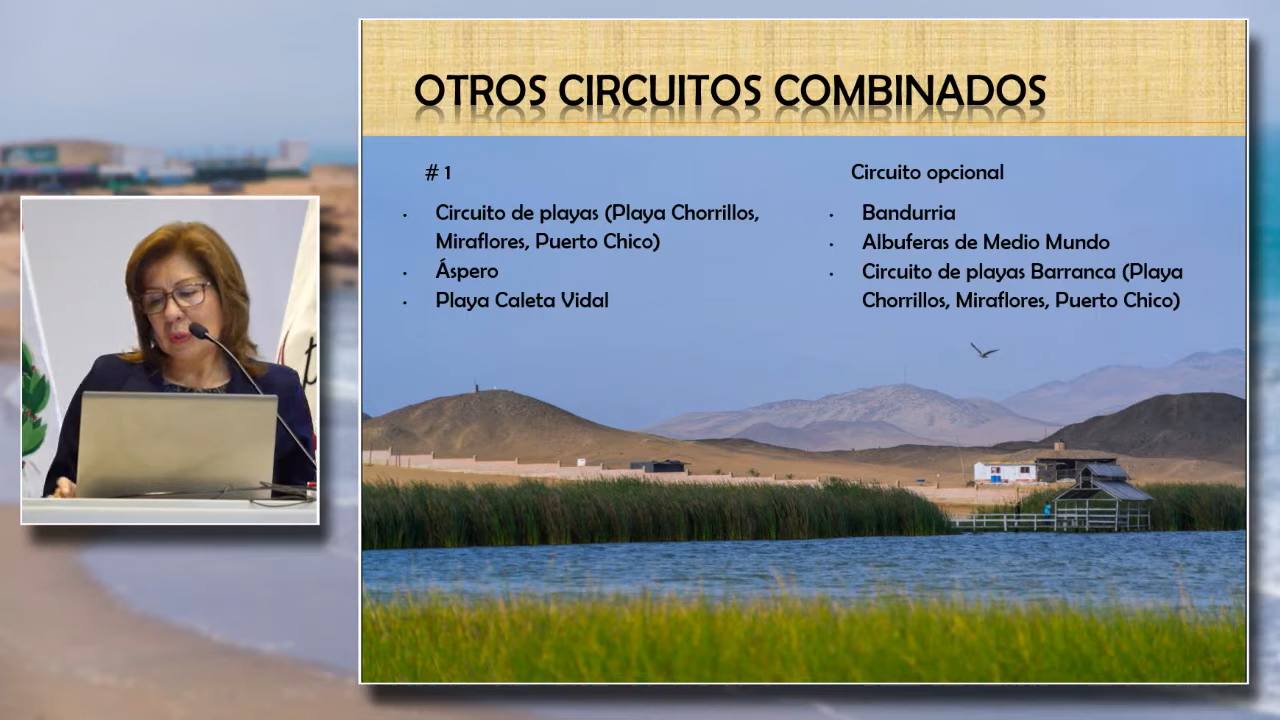 OTROS CIRCUITOS COMBINADOS
# 1
• Circuito de playas (Playa Chorrillos,
Miraflores, Puerto Chico)
• Áspero
• Playa Caleta Vidal
Circuito opcional
• Bandurria
• Albuferas de Medio Mundo
• Circuito de playas Barranca (Playa
Chorrillos, Miraflores, Puerto Chico)